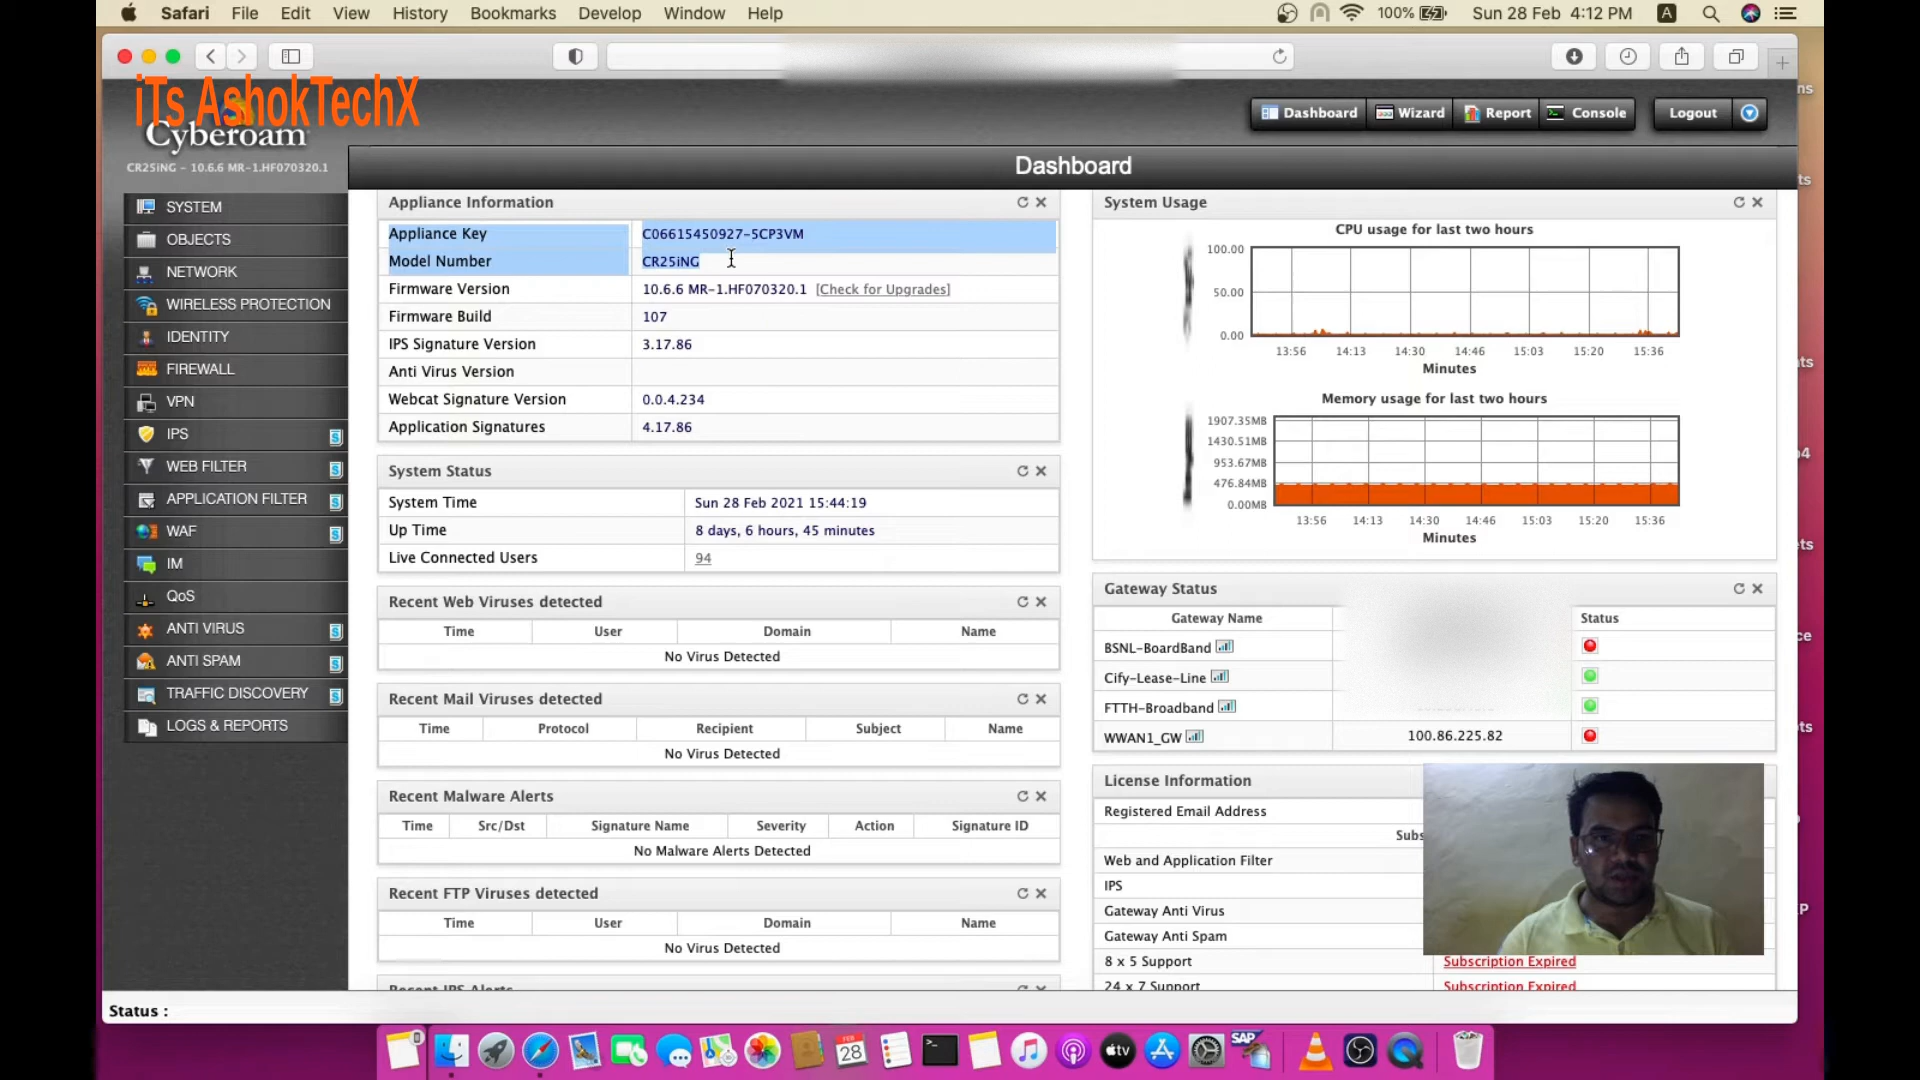 Safari File Edit View History Bookmarks Develop Window Help 100% Sun 28 Feb 4:12 PM A
iTs AshokTechX
Cyberoam
CR25iNG - 10.6.6 MR-1.HF070320.1
Dashboard Wizard Report Console Logout
Dashboard
SYSTEM
OBJECTS
NETWORK
WIRELESS PROTECTION
IDENTITY
FIREWALL
VPN
IPS S
WEB FILTER S
APPLICATION FILTER S
WAF S
IM
QoS
ANTI VIRUS S
ANTI SPAM S
TRAFFIC DISCOVERY S
LOGS & REPORTS
Appliance Information
Appliance Key C06615450927-5CP3VM
Model Number CR25iNG
Firmware Version 10.6.6 MR-1.HF070320.1 [Check for Upgrades]
Firmware Build 107
IPS Signature Version 3.17.86
Anti Virus Version
Webcat Signature Version 0.0.4.234
Application Signatures 4.17.86
System Status
System Time Sun 28 Feb 2021 15:44:19
Up Time 8 days, 6 hours, 45 minutes
Live Connected Users 94
Recent Web Viruses detected
Time User Domain Name
No Virus Detected
Recent Mail Viruses detected
Time Protocol Recipient Subject Name
No Virus Detected
Recent Malware Alerts
Time Src/Dst Signature Name Severity Action Signature ID
No Malware Alerts Detected
Recent FTP Viruses detected
Time User Domain Name
No Virus Detected
Recent IPS Alerts
System Usage
CPU usage for last two hours
100.00
50.00
0.00
13:56 14:13 14:30 14:46 15:03 15:20 15:36
Minutes
Memory usage for last two hours
1907.35MB
1430.51MB
953.67MB
476.84MB
0.00MB
13:56 14:13 14:30 14:46 15:03 15:20 15:36
Minutes
Gateway Status
Gateway Name Status
BSNL-BoardBand
Cify-Lease-Line
FTTH-Broadband
WWAN1_GW 100.86.225.82
License Information
Registered Email Address
Subs
Web and Application Filter
IPS
Gateway Anti Virus
Gateway Anti Spam
8 x 5 Support Subscription Expired
24 x 7 Support Subscription Expired
Status :
FEB
28
tv
SAP